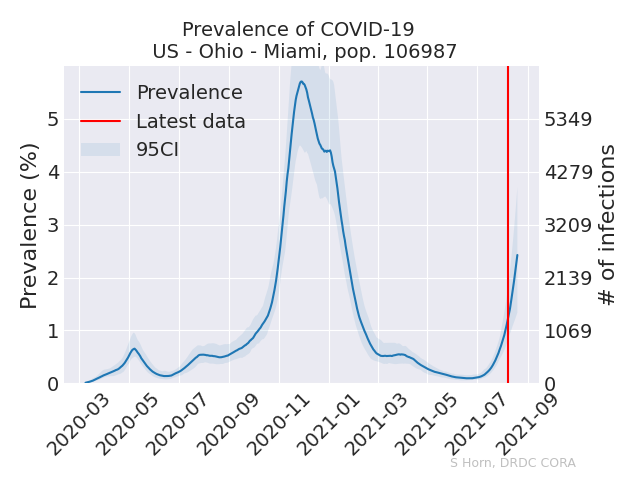 Prevalence of COVID-19
US - Ohio - Miami, pop. 106987
Prevalence
Latest data
95CI
Prevalence (%)
5
4
3
2
1
0
5349
4279
3209
2139
1069
0
# of infections
2020-03
2020-05
2020-07
2020-09
2020-11
2021-01
2021-03
2021-05
2021-07
2021-09
S Horn, DRDC CORA